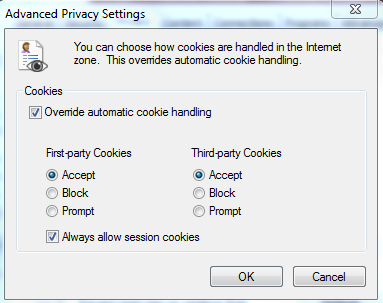 Advanced Privacy Settings
You can choose how cookies are handled in the Internet
zone. This overrides automatic cookie handling.
Cookies
Override automatic cookie handling
First-party Cookies Third-party Cookies
Accept Accept
Block Block
Prompt Prompt
Always allow session cookies
OK Cancel